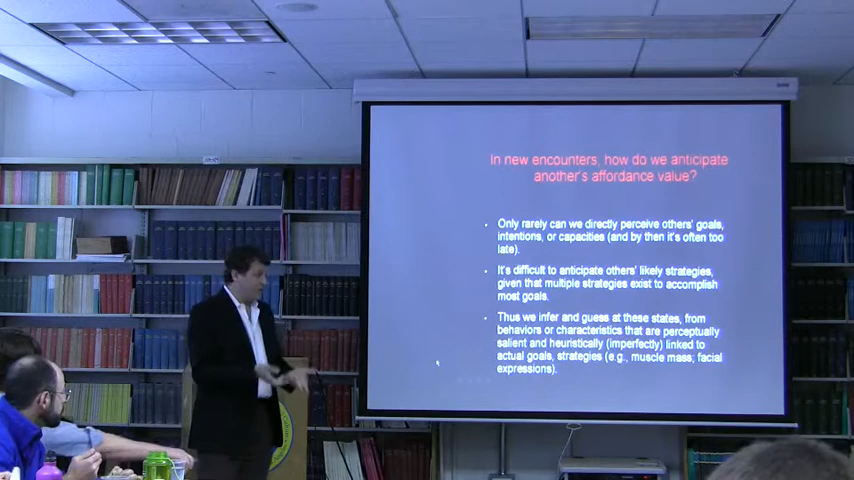 In new encounters, how do we anticipate
another's affordance value?
• Only rarely can we directly perceive others' goals,
intentions, or capacities (and by then it's often too
late).
• It's difficult to anticipate others' likely strategies,
given that multiple strategies exist to accomplish
most goals.
• Thus we infer and guess at these states, from
behaviors or characteristics that are perceptually
salient and heuristically (imperfectly) linked to
actual goals, strategies (e.g., muscle mass; facial
expressions).